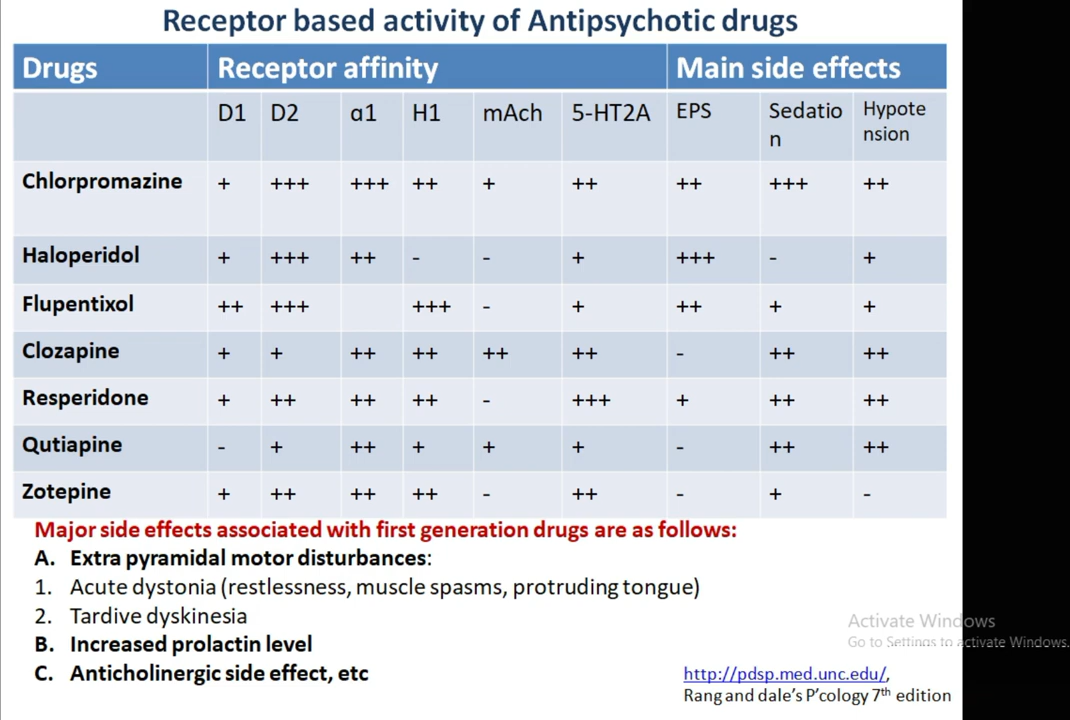 Receptor based activity of Antipsychotic drugs
Drugs Receptor affinity Main side effects
D1 D2 α1 H1 mAch 5-HT2A EPS Sedatio Hypote
n nsion
Chlorpromazine + +++ +++ ++ + ++ ++ +++ ++
Haloperidol + +++ ++ - - + +++ - +
Flupentixol ++ +++ +++ - + ++ + +
Clozapine + + ++ ++ ++ ++ - ++ ++
Resperidone + ++ ++ ++ - +++ + ++ ++
Qutiapine - + ++ + + + - ++ ++
Zotepine + ++ ++ ++ - ++ - + -
Major side effects associated with first generation drugs are as follows:
A. Extra pyramidal motor disturbances:
1. Acute dystonia (restlessness, muscle spasms, protruding tongue)
2. Tardive dyskinesia
B. Increased prolactin level
C. Anticholinergic side effect, etc
Activate Windows
Go to Settings to activate Windows.
http://pdsp.med.unc.edu/,
Rang and dale's P'cology 7th edition